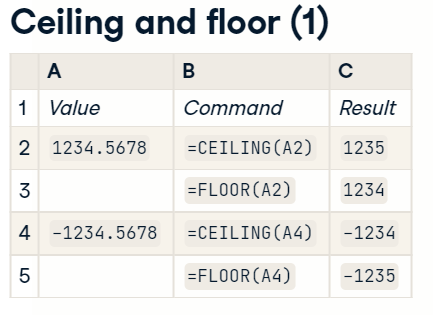 Ceiling and floor (1)
A B C
1 Value Command Result
2 1234.5678 =CEILING(A2) 1235
3 =FLOOR(A2) 1234
4 -1234.5678 =CEILING(A4) -1234
5 =FLOOR(A4) -1235